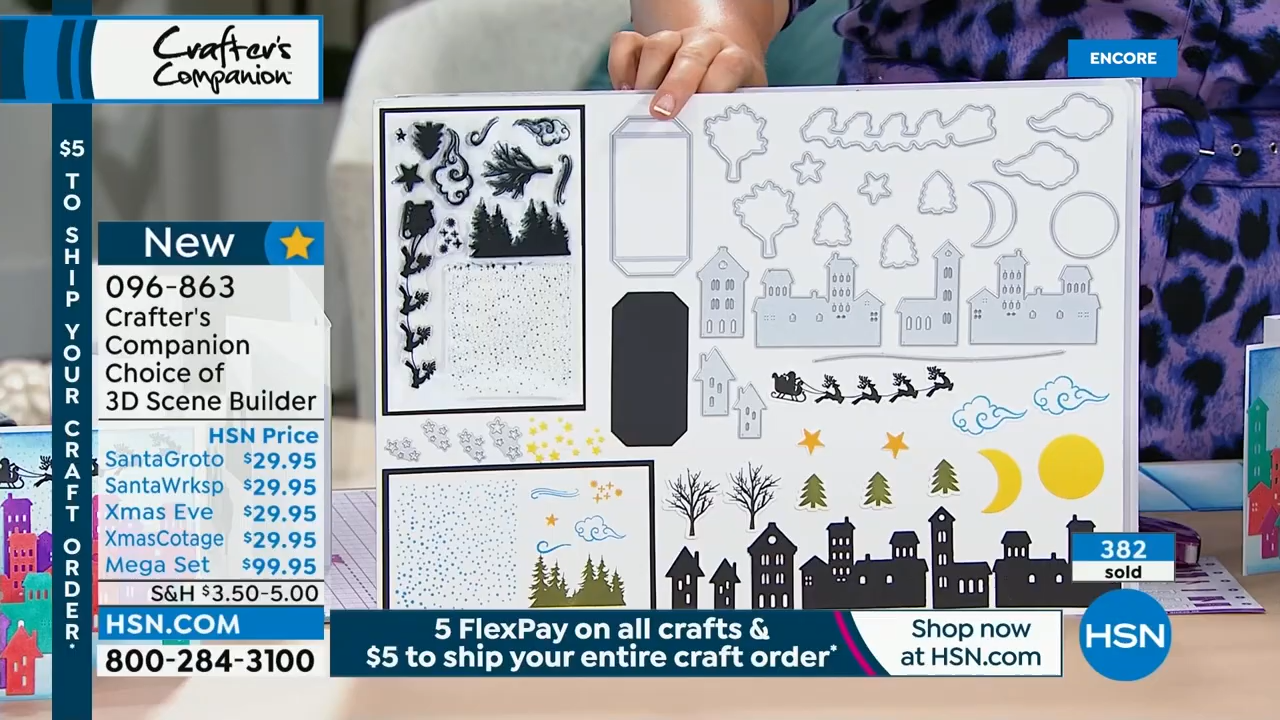 Crafter's
Companion
ENCORE
$5 TO SHIP YOUR CRAFT ORDER.
New
096-863
Crafter's
Companion
Choice of
3D Scene Builder
HSN Price
SantaGroto $29.95
SantaWrksp $29.95
Xmas Eve $29.95
XmasCotage $29.95
Mega Set $99.95
S&H $3.50-5.00
HSN.COM
800-284-3100
382
sold
5 FlexPay on all crafts &
$5 to ship your entire craft order*
Shop now
at HSN.com
HSN